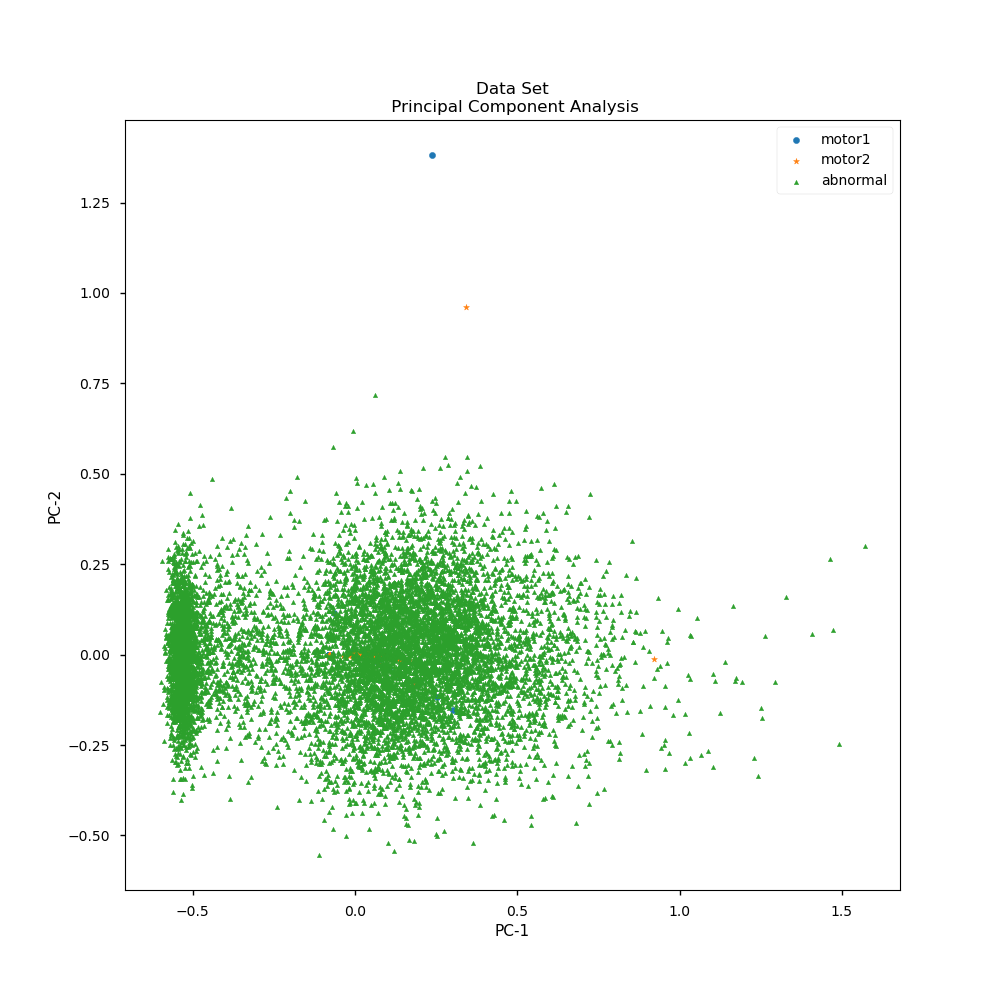 Data Set
Principal Component Analysis
motor1
motor2
abnormal
1.25
1.00
0.75
0.50
0.25
0.00
−0.25
−0.50
PC-2
−0.5
0.0
0.5
1.0
1.5
PC-1